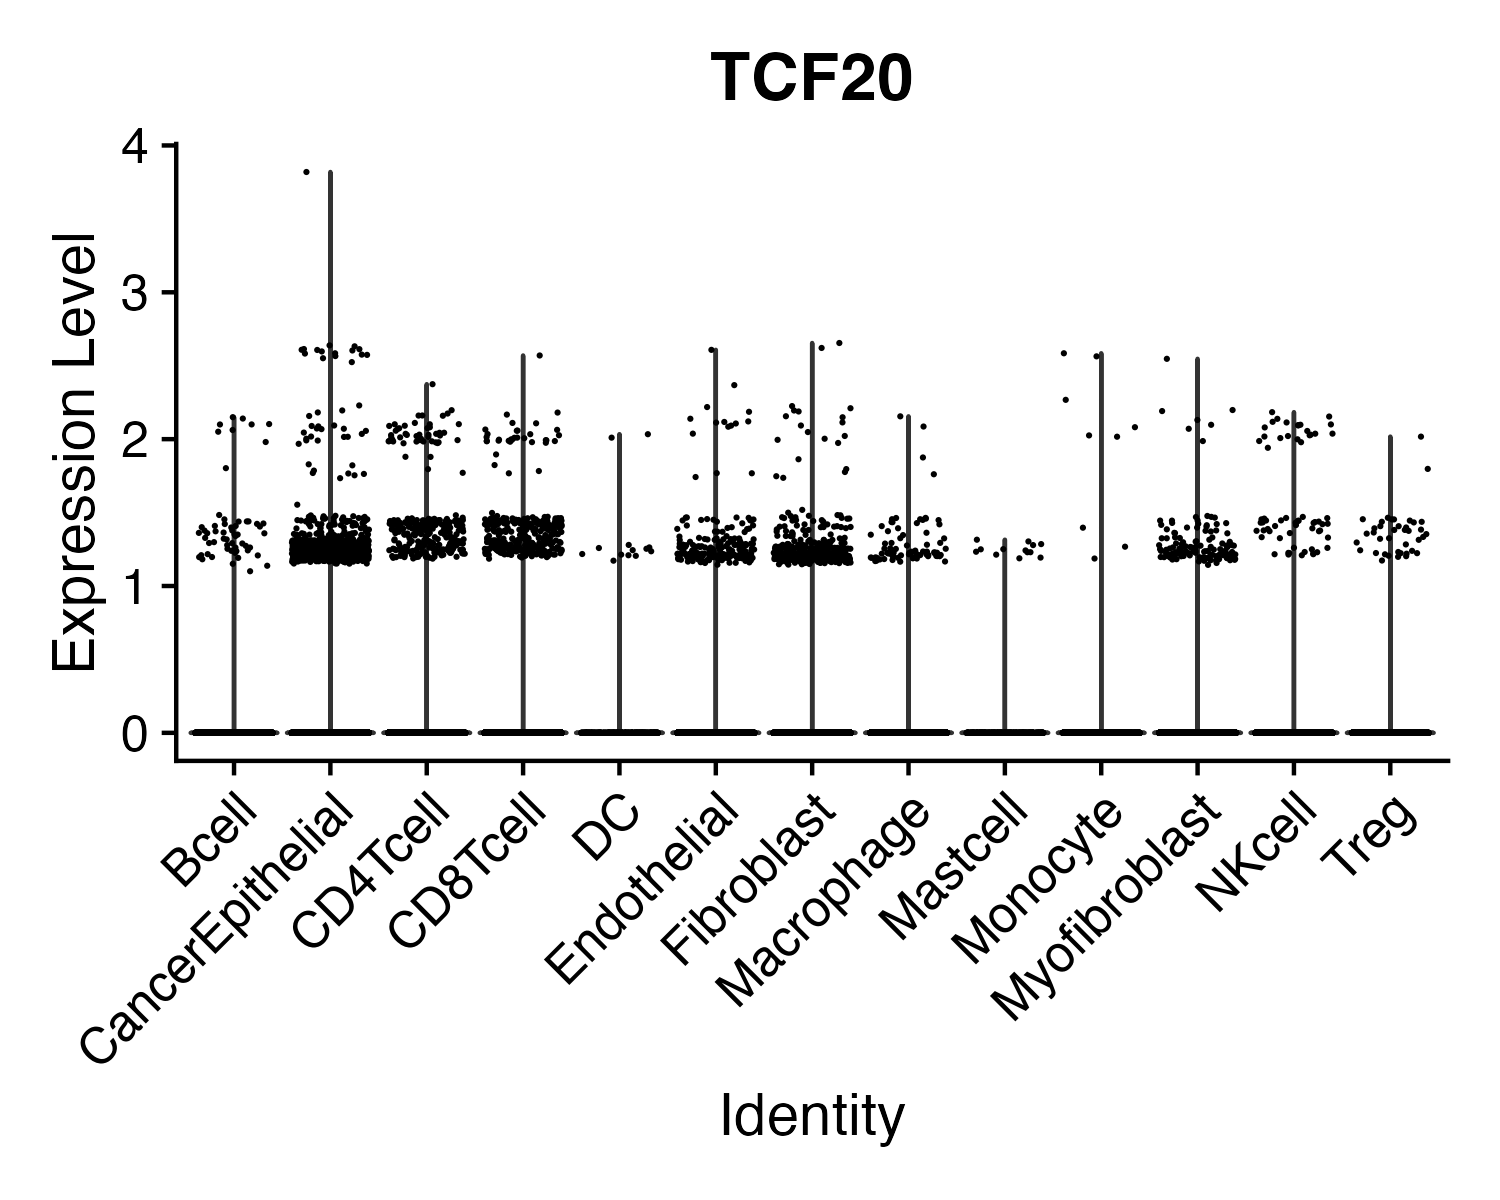 TCF20
Expression Level
4
3
2
1
0
Bcell
CancerEpithelial
CD4Tcell
CD8Tcell
DC
Endothelial
Fibroblast
Macrophage
Mastcell
Monocyte
Myofibroblast
NKcell
Treg
Identity